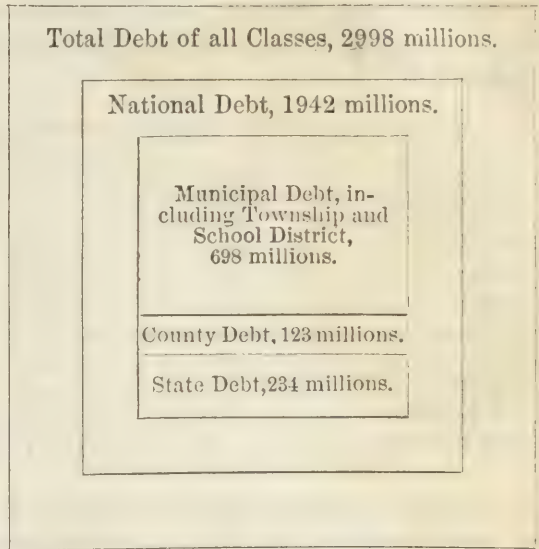 Total Debt of all Classes, 2998 millions.
National Debt, 1942 millions.
Municipal Debt, in-
cluding Township and
School District,
698 millions.
County Debt, 123 millions.
State Debt, 234 millions.